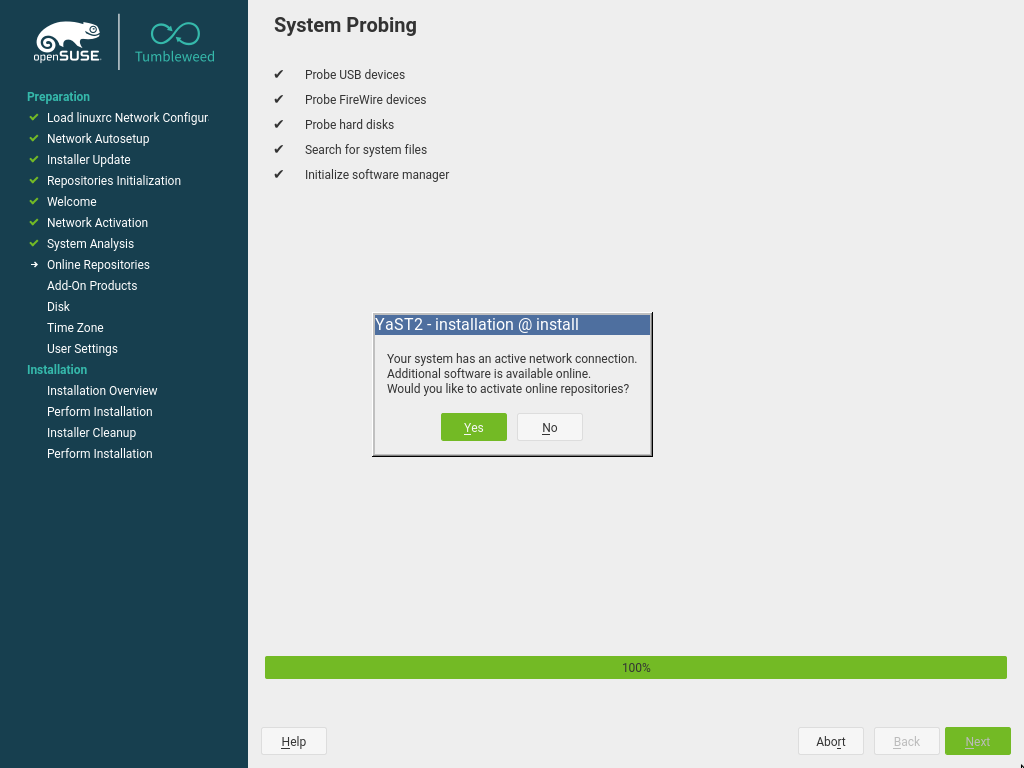 openSUSE
Tumbleweed
Preparation
Load linuxrc Network Configur
Network Autosetup
Installer Update
Repositories Initialization
Welcome
Network Activation
System Analysis
Online Repositories
Add-On Products
Disk
Time Zone
User Settings
Installation
Installation Overview
Perform Installation
Installer Cleanup
Perform Installation
System Probing
Probe USB devices
Probe FireWire devices
Probe hard disks
Search for system files
Initialize software manager
YaST2 - installation @ install
Your system has an active network connection.
Additional software is available online.
Would you like to activate online repositories?
Yes No
100%
Help Abort Back Next